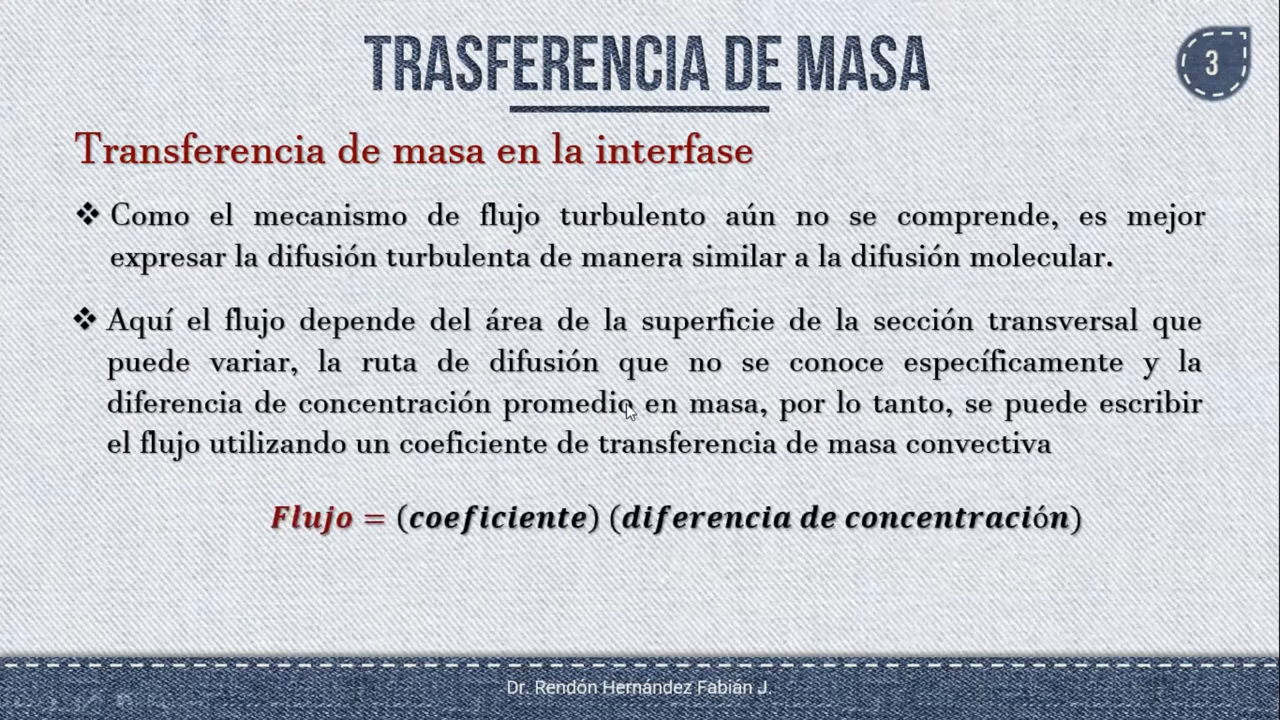 TRASFERENCIA DE MASA
3
Transferencia de masa en la interfase
❖ Como el mecanismo de flujo turbulento aún no se comprende, es mejor
expresar la difusión turbulenta de manera similar a la difusión molecular.
❖ Aquí el flujo depende del área de la superficie de la sección transversal que
puede variar, la ruta de difusión que no se conoce específicamente y la
diferencia de concentración promedio en masa, por lo tanto, se puede escribir
el flujo utilizando un coeficiente de transferencia de masa convectiva
Flujo = (coeficiente) (diferencia de concentración)
Dr. Rendón Hernández Fabián J.